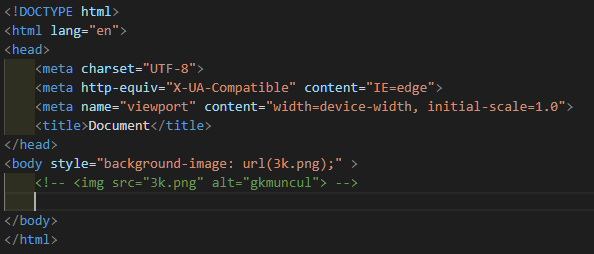 <!DOCTYPE html>
<html lang="en">
<head>
    <meta charset="UTF-8">
    <meta http-equiv="X-UA-Compatible" content="IE=edge">
    <meta name="viewport" content="width=device-width, initial-scale=1.0">
    <title>Document</title>
</head>
<body style="background-image: url(3k.png);" >
    <!-- <img src="3k.png" alt="gkmuncul"> -->
</body>
</html>